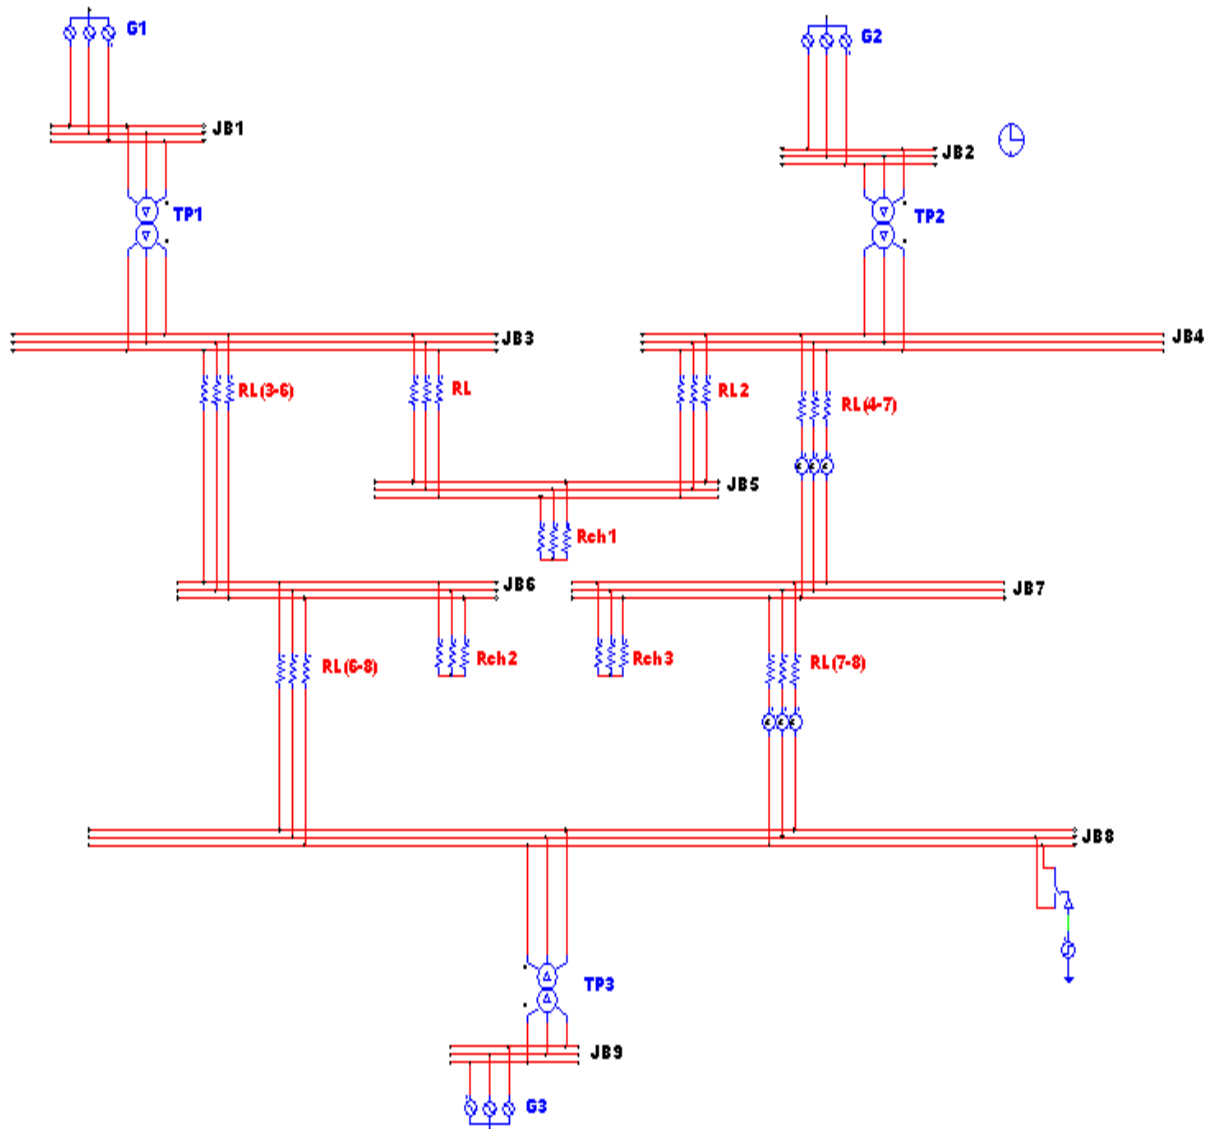 G1
G2
JB1
JB2
TP1
TP2
JB3
JB4
RL(3-6)
RL
RL2
RL(4-7)
JB5
Rch1
JB6
JB7
RL(6-8)
Rch2
Rch3
RL(7-8)
JB8
TP3
JB9
G3